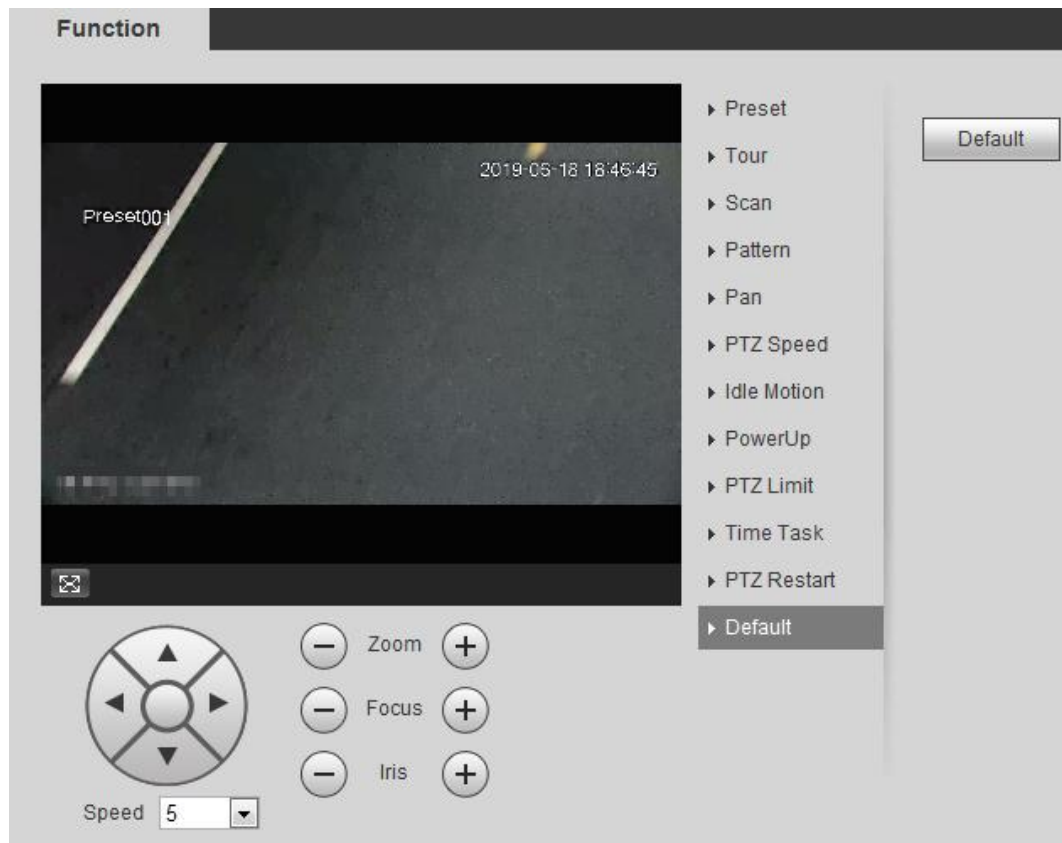 Function
2019-06-18 18:46:45
Preset001
Preset
Tour
Scan
Pattern
Pan
PTZ Speed
Idle Motion
PowerUp
PTZ Limit
Time Task
PTZ Restart
Default
Default
Zoom
Focus
Iris
Speed 5